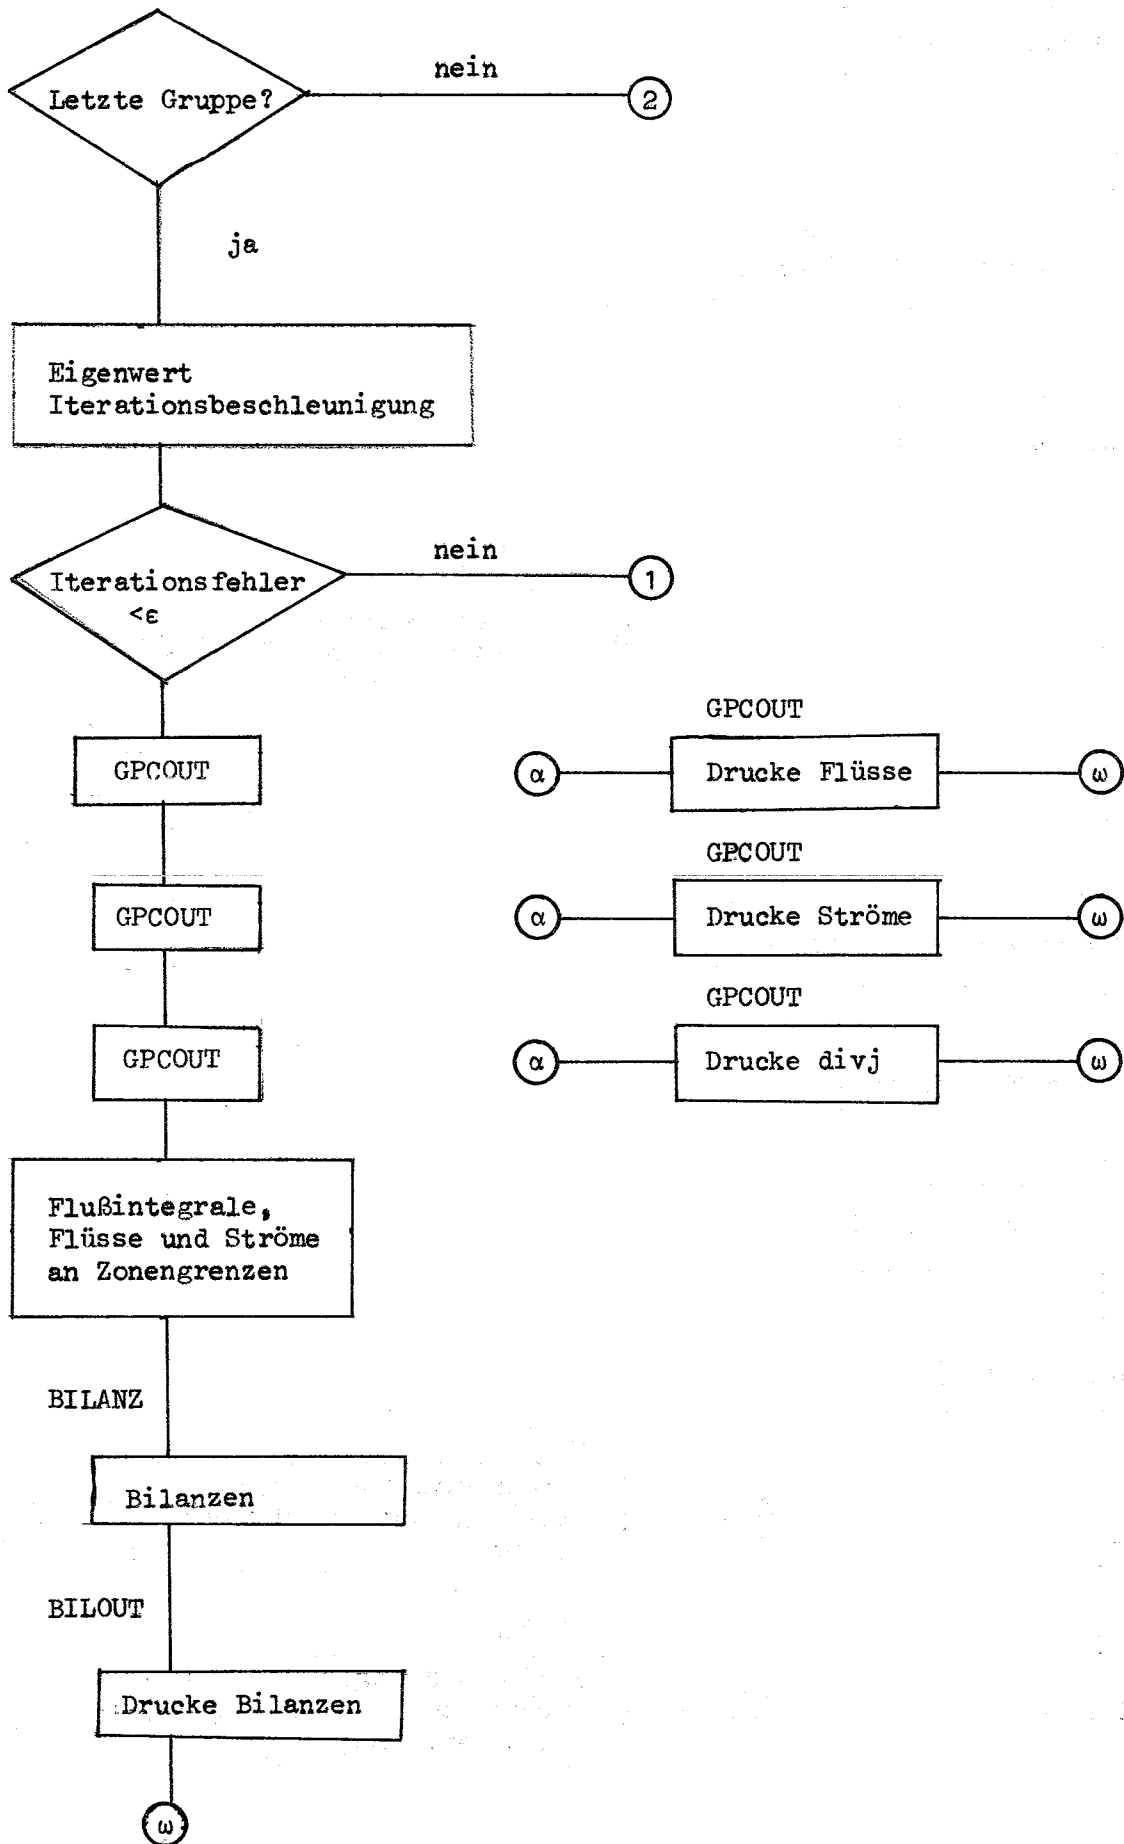 nein
Letzte Gruppe?
2
ja
Eigenwert
Iterationsbeschleunigung
nein
Iterationsfehler
<ε
1
GPCOUT
GPCOUT
α
Drucke Flüsse
ω
GPCOUT
GPCOUT
α
Drucke Ströme
ω
GPCOUT
GPCOUT
α
Drucke divj
ω
Flußintegrale,
Flüsse und Ströme
an Zonengrenzen
BILANZ
Bilanzen
BILOUT
Drucke Bilanzen
ω